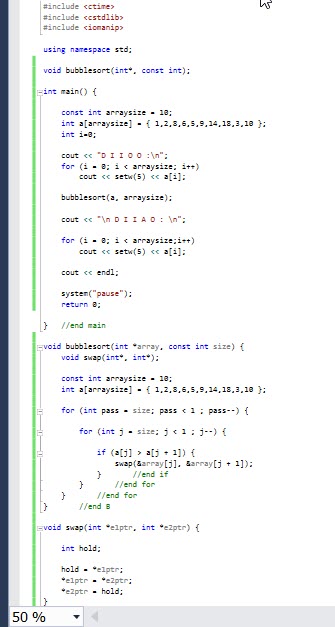 #include <ctime>
#include <cstdlib>
#include <iomanip>
using namespace std;
void bubblesort(int*, const int);
int main() {
const int arraysize = 10;
int a[arraysize] = { 1,2,8,6,5,9,14,18,3,10 };
int i=0;
cout << "D I I O O :\n";
for (i = 0; i < arraysize; i++)
cout << setw(5) << a[i];
bubblesort(a, arraysize);
cout << "\n D I I A O : \n";
for (i = 0; i < arraysize;i++)
cout << setw(5) << a[i];
cout << endl;
system("pause");
return 0;
} //end main
void bubblesort(int *array, const int size) {
void swap(int*, int*);
const int arraysize = 10;
int a[arraysize] = { 1,2,8,6,5,9,14,18,3,10 };
for (int pass = size; pass < 1 ; pass--) {
for (int j = size; j < 1 ; j--) {
if (a[j] > a[j + 1]) {
swap(&array[j], &array[j + 1]);
} //end if
} //end for
} //end for
} //end B
void swap(int *e1ptr, int *e2ptr) {
int hold;
hold = *e1ptr;
*e1ptr = *e2ptr;
*e2ptr = hold;
}
50 %